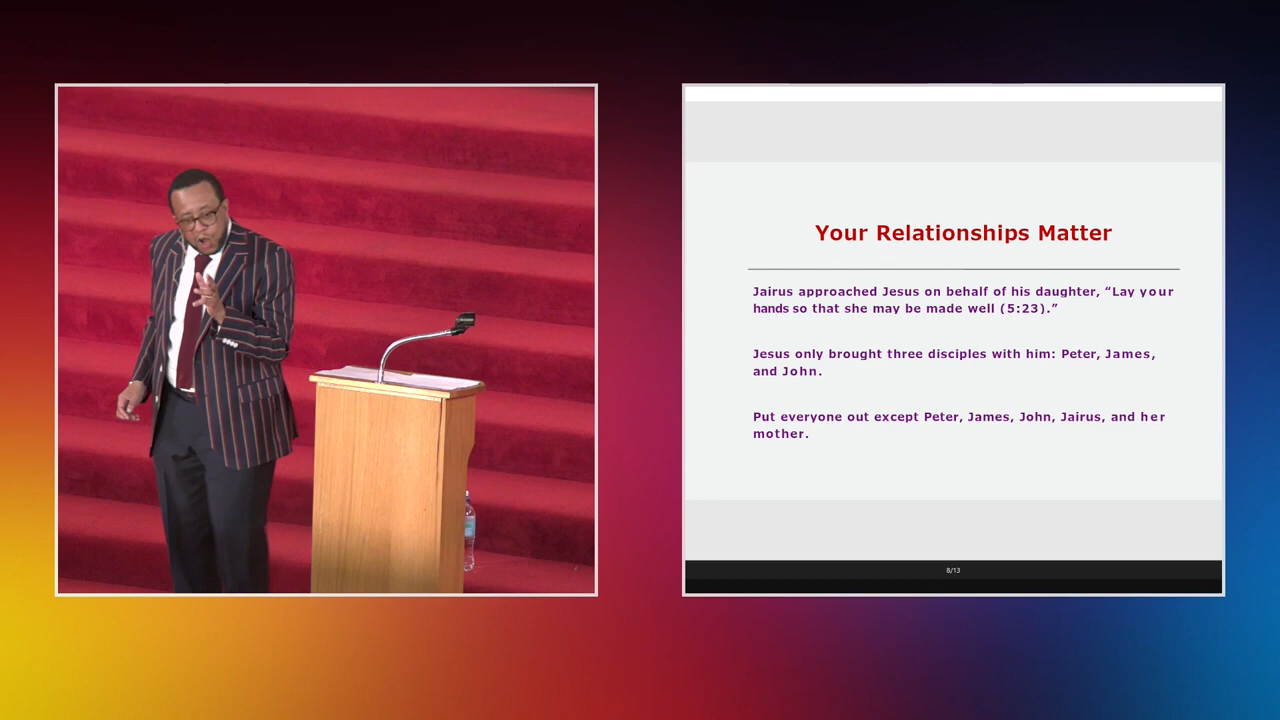 Your Relationships Matter
Jairus approached Jesus on behalf of his daughter, “Lay your
hands so that she may be made well (5:23).”
Jesus only brought three disciples with him: Peter, James,
and John.
Put everyone out except Peter, James, John, Jairus, and her
mother.
8/13